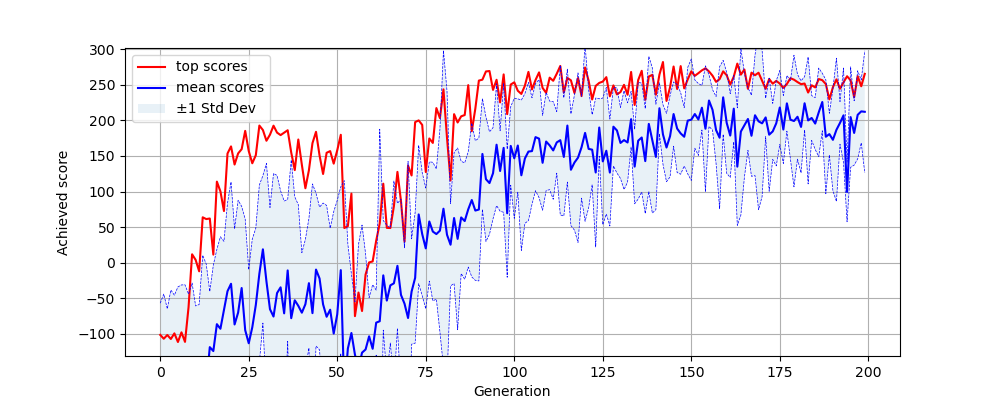 300
250
200
150
100
50
0
−50
−100
Achieved score
top scores
mean scores
±1 Std Dev
0 25 50 75 100 125 150 175 200
Generation